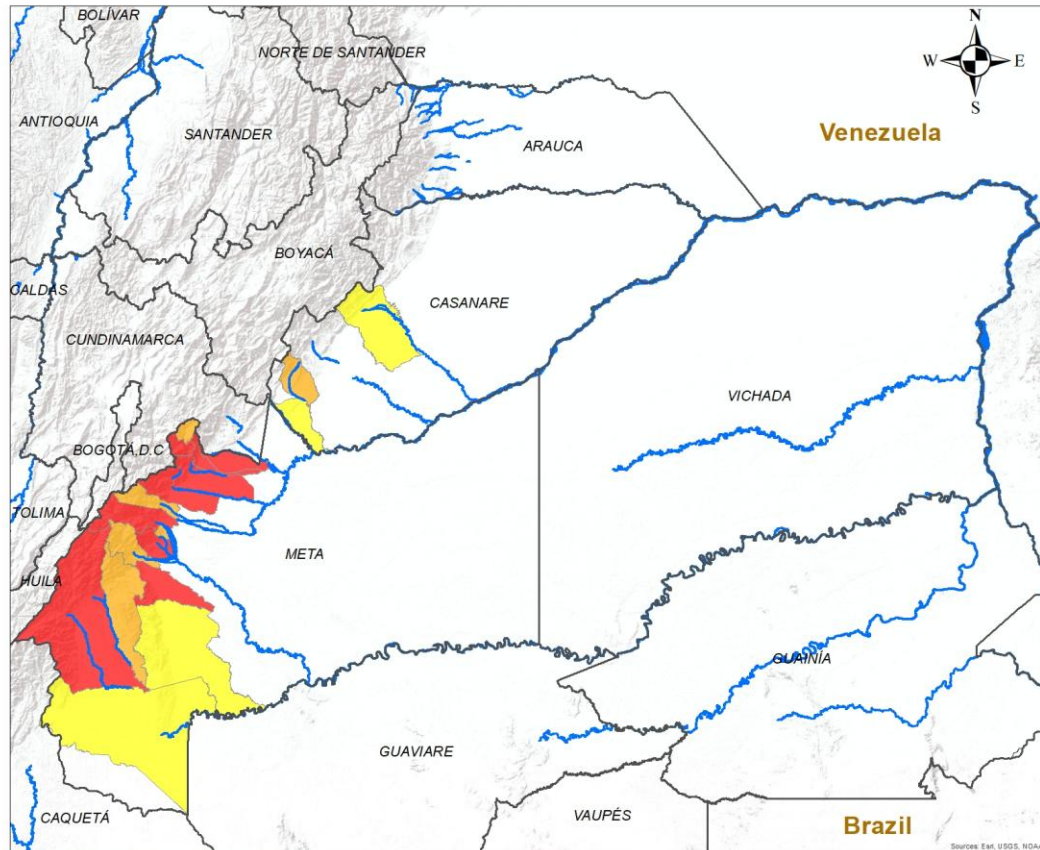 BOLÍVAR
NORTE DE SANTANDER
N
W
E
S
ANTIOQUIA
SANTANDER
ARAUCA
Venezuela
BOYACÁ
CALDAS
CASANARE
CUNDINAMARCA
VICHADA
BOGOTÁ,D.C
TOLIMA
META
HUILA
GUAINÍA
GUAVIARE
CAQUETÁ
VAUPÉS
Brazil
Sources: Esri, USGS, NOAA